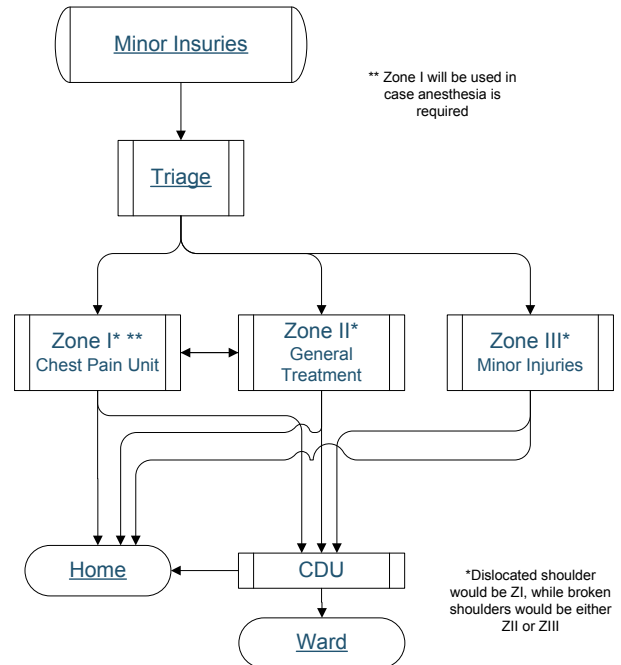 Minor Insuries
** Zone I will be used in
case anesthesia is
required
Triage
Zone I* **
Chest Pain Unit
Zone II*
General
Treatment
Zone III*
Minor Injuries
Home
CDU
*Dislocated shoulder
would be ZI, while broken
shoulders would be either
ZII or ZIII
Ward